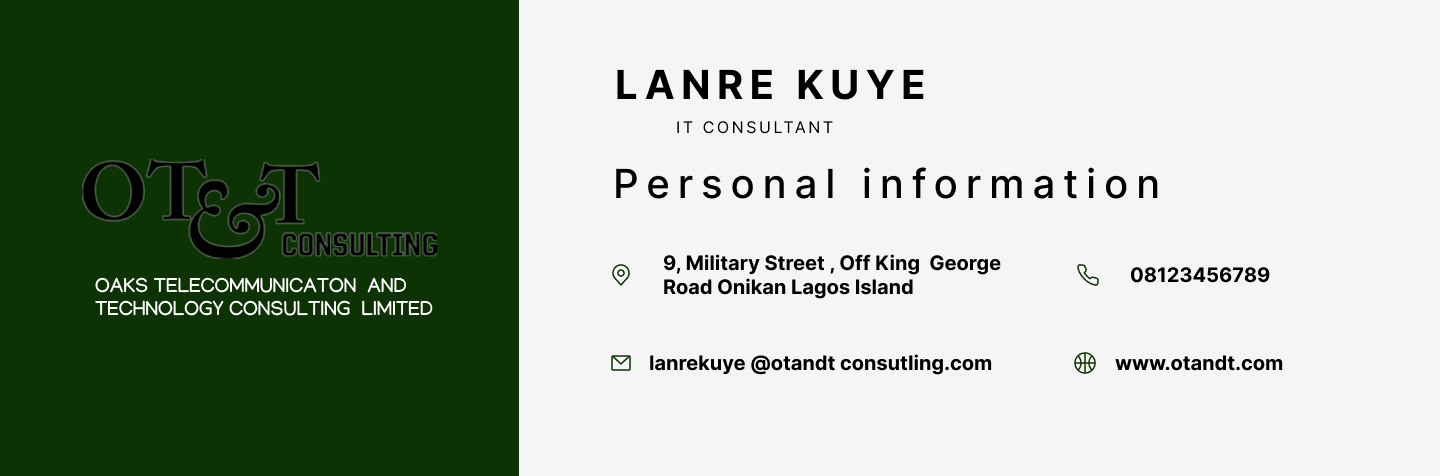 OT&T
CONSULTING
OAKS TELECOMMUNICATON AND
TECHNOLOGY CONSULTING LIMITED
LANRE KUYE
IT CONSULTANT
Personal information
9, Military Street , Off King George
Road Onikan Lagos Island
08123456789
lanrekuye @otandt consutling.com
www.otandt.com